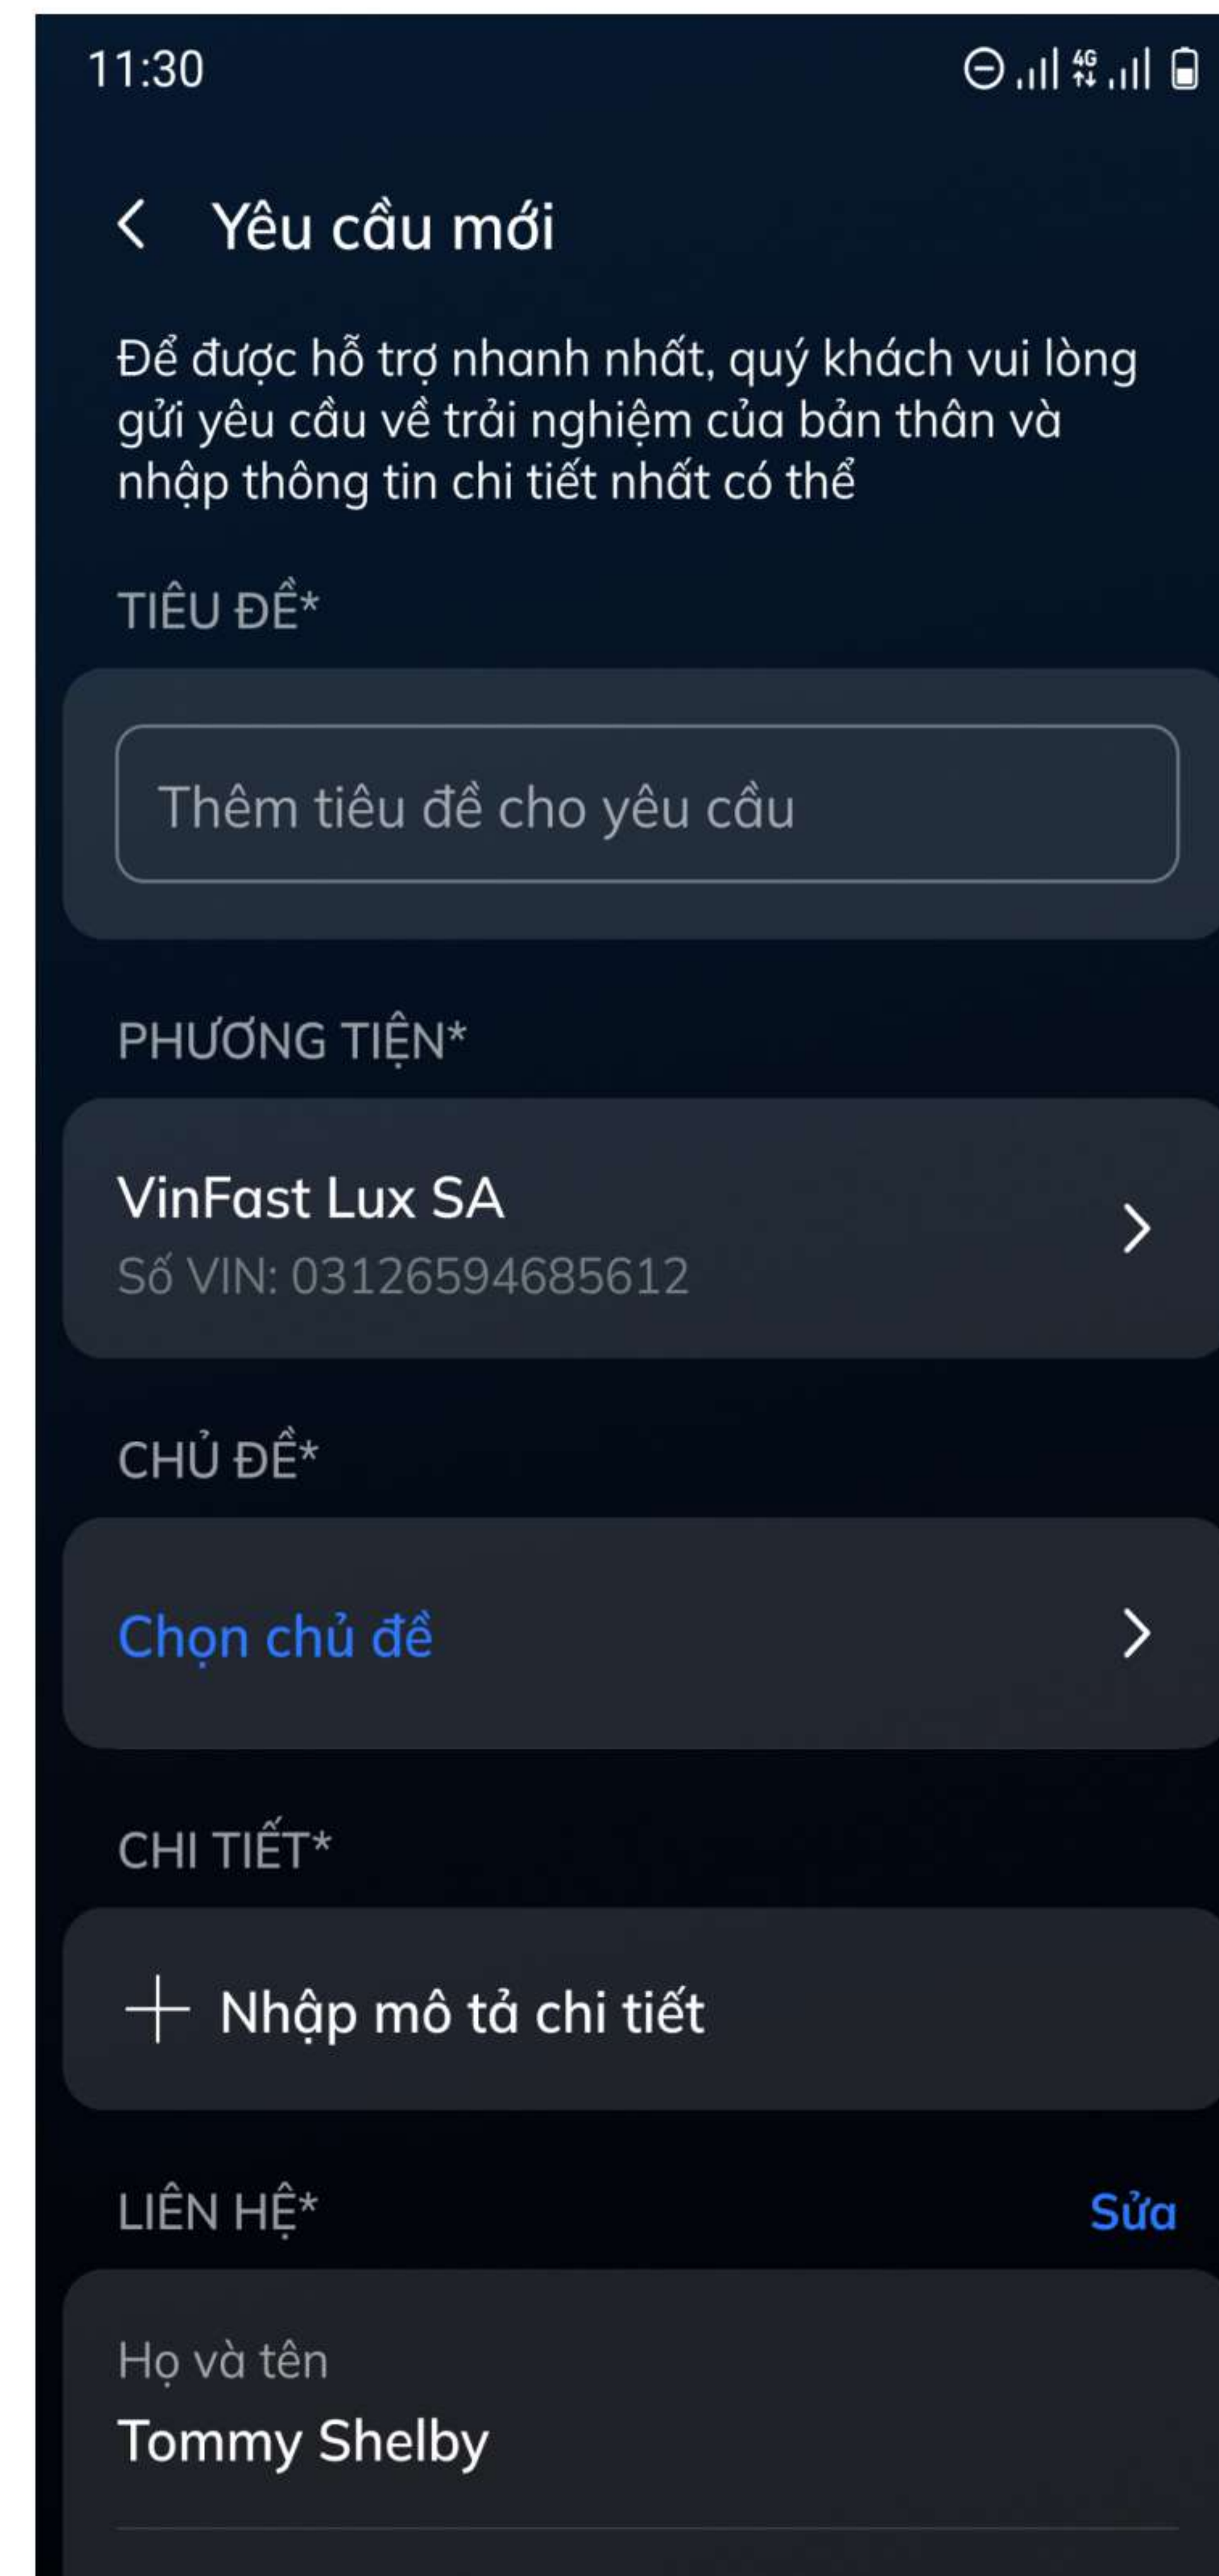 11:30
4G
Yêu cầu mới
Để được hỗ trợ nhanh nhất, quý khách vui lòng
gửi yêu cầu về trải nghiệm của bản thân và
nhập thông tin chi tiết nhất có thể
TIÊU ĐỀ*
Thêm tiêu đề cho yêu cầu
PHƯƠNG TIỆN*
VinFast Lux SA
Số VIN: 03126594685612
CHỦ ĐỀ*
Chọn chủ đề
CHI TIẾT*
Nhập mô tả chi tiết
LIÊN HỆ*
Sửa
Họ và tên
Tommy Shelby